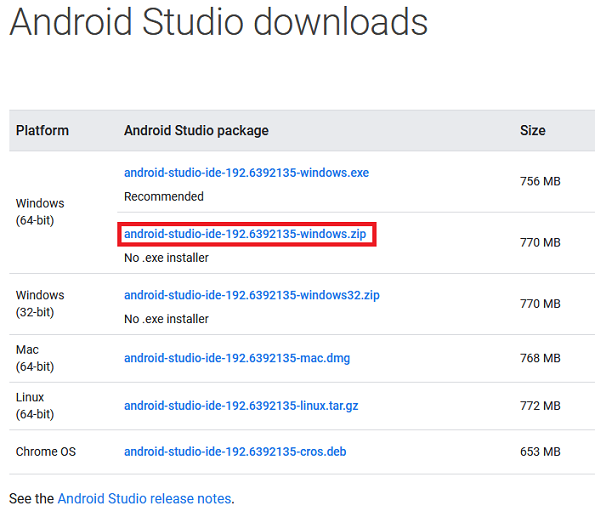 Android Studio downloads
Platform Android Studio package Size
Windows
(64-bit)
android-studio-ide-192.6392135-windows.exe
Recommended
756 MB
android-studio-ide-192.6392135-windows.zip
No .exe installer
770 MB
Windows
(32-bit)
android-studio-ide-192.6392135-windows32.zip
No .exe installer
770 MB
Mac
(64-bit)
android-studio-ide-192.6392135-mac.dmg
768 MB
Linux
(64-bit)
android-studio-ide-192.6392135-linux.tar.gz
772 MB
Chrome OS
android-studio-ide-192.6392135-cros.deb
653 MB
See the Android Studio release notes.